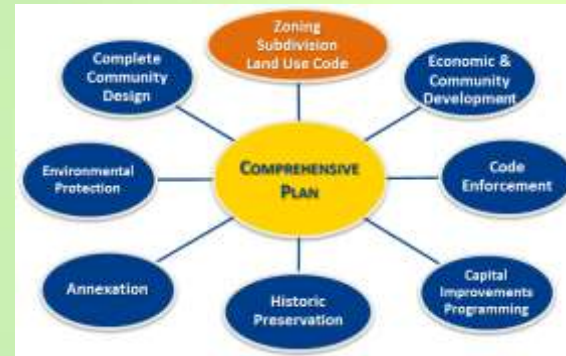 Zoning
Subdivision
Land Use Code
Complete
Community
Design
Economic &
Community
Development
Environmental
Protection
COMPREHENSIVE
PLAN
Code
Enforcement
Annexation
Historic
Preservation
Capital
Improvements
Programming